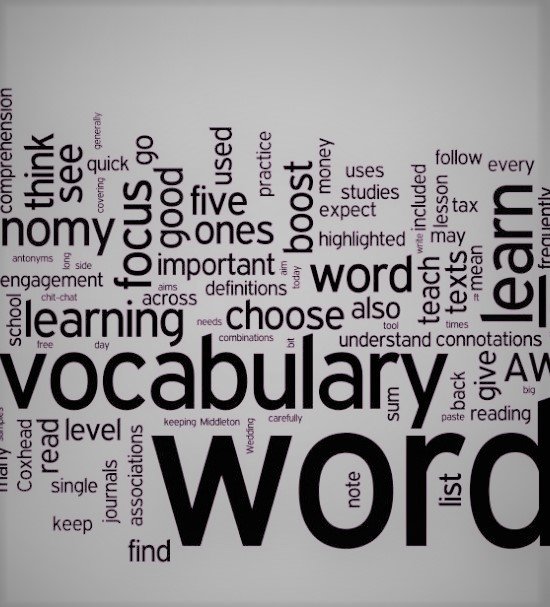 comprehension
think
see
generally
go
used
practice
money
quick
covering
good
boost
uses
follow
every
studies
included
lesson
tax
learn
frequently
focus
five
expect
nomy
ones
highlighted
write
may
antonyms
long
side
important
aim
today
word
teach
texts
mean
engagement
aims
definitions
chit-chat
across
school
learning
needs
choose
also
tool
times
free
day
combinations
bit
understand
connotations
vocabulary
sum
back
give
AW
big
paste
reading
many
Coxhead
read
level
keeping
Middleton
Wedding
carefully
word
associations
journals
single
note
list
keep
find